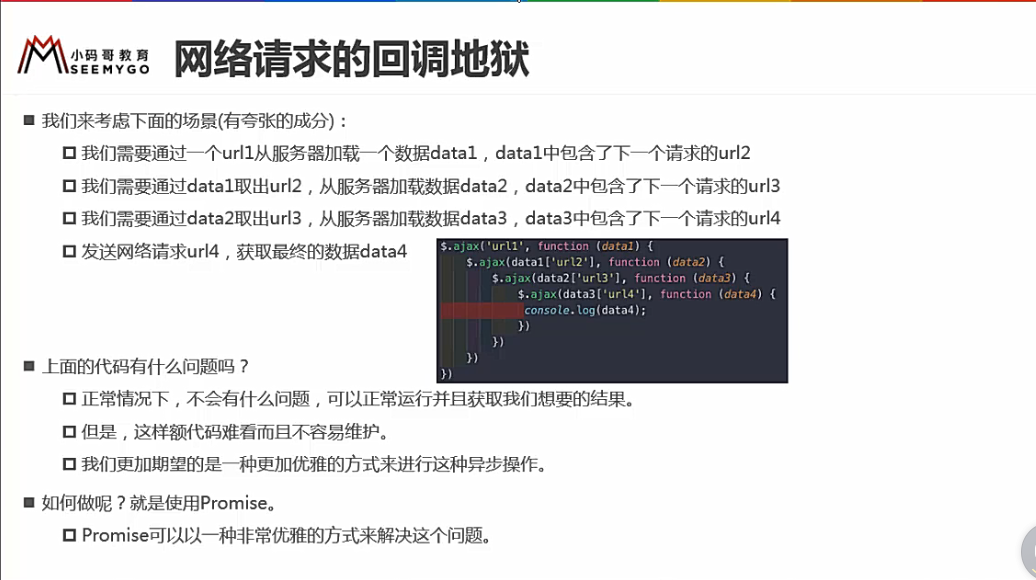 小码哥教育
SEEMYGO
网络请求的回调地狱
我们来考虑下面的场景(有夸张的成分)：
我们需要通过一个url1从服务器加载一个数据data1，data1中包含了下一个请求的url2
我们需要通过data1取出url2，从服务器加载数据data2，data2中包含了下一个请求的url3
我们需要通过data2取出url3，从服务器加载数据data3，data3中包含了下一个请求的url4
发送网络请求url4，获取最终的数据data4
$.ajax('url1', function (data1) {
$.ajax(data1['url2'], function (data2) {
$.ajax(data2['url3'], function (data3) {
$.ajax(data3['url4'], function (data4) {
console.log(data4);
})
})
})
})
上面的代码有什么问题吗？
正常情况下，不会有什么问题，可以正常运行并且获取我们想要的结果。
但是，这样额代码难看而且不容易维护。
我们更加期望的是一种更加优雅的方式来进行这种异步操作。
如何做呢？就是使用Promise。
Promise可以以一种非常优雅的方式来解决这个问题。